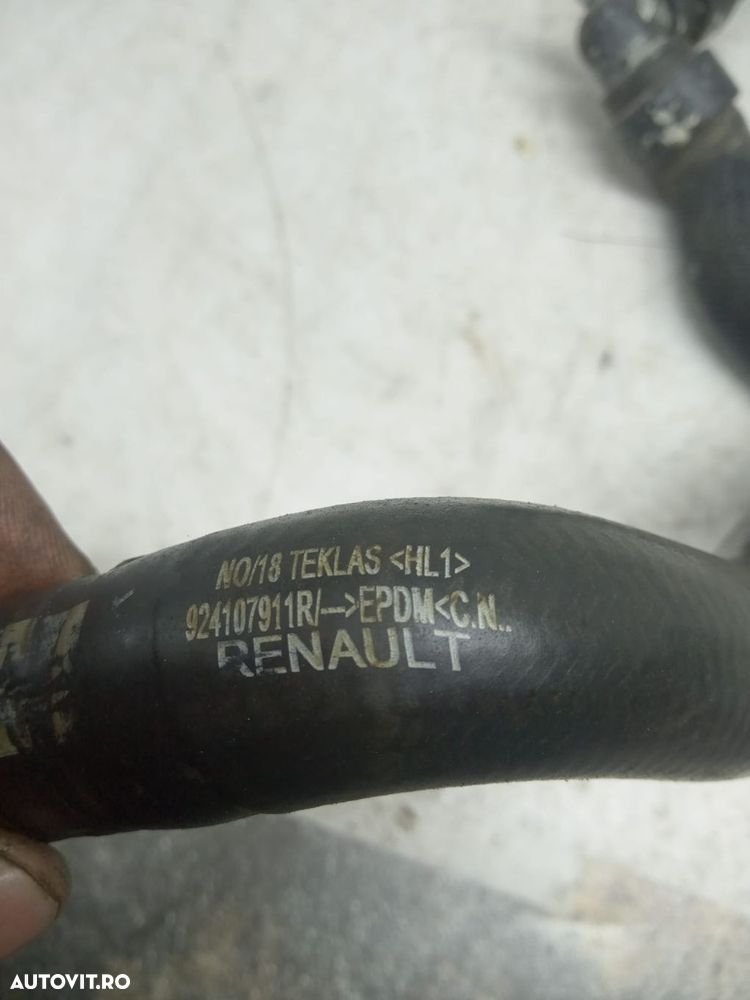 NO/18 TEKLAS <HL1>
924107911R/--->EPDM<C.N..
RENAULT
AUTOVIT.RO